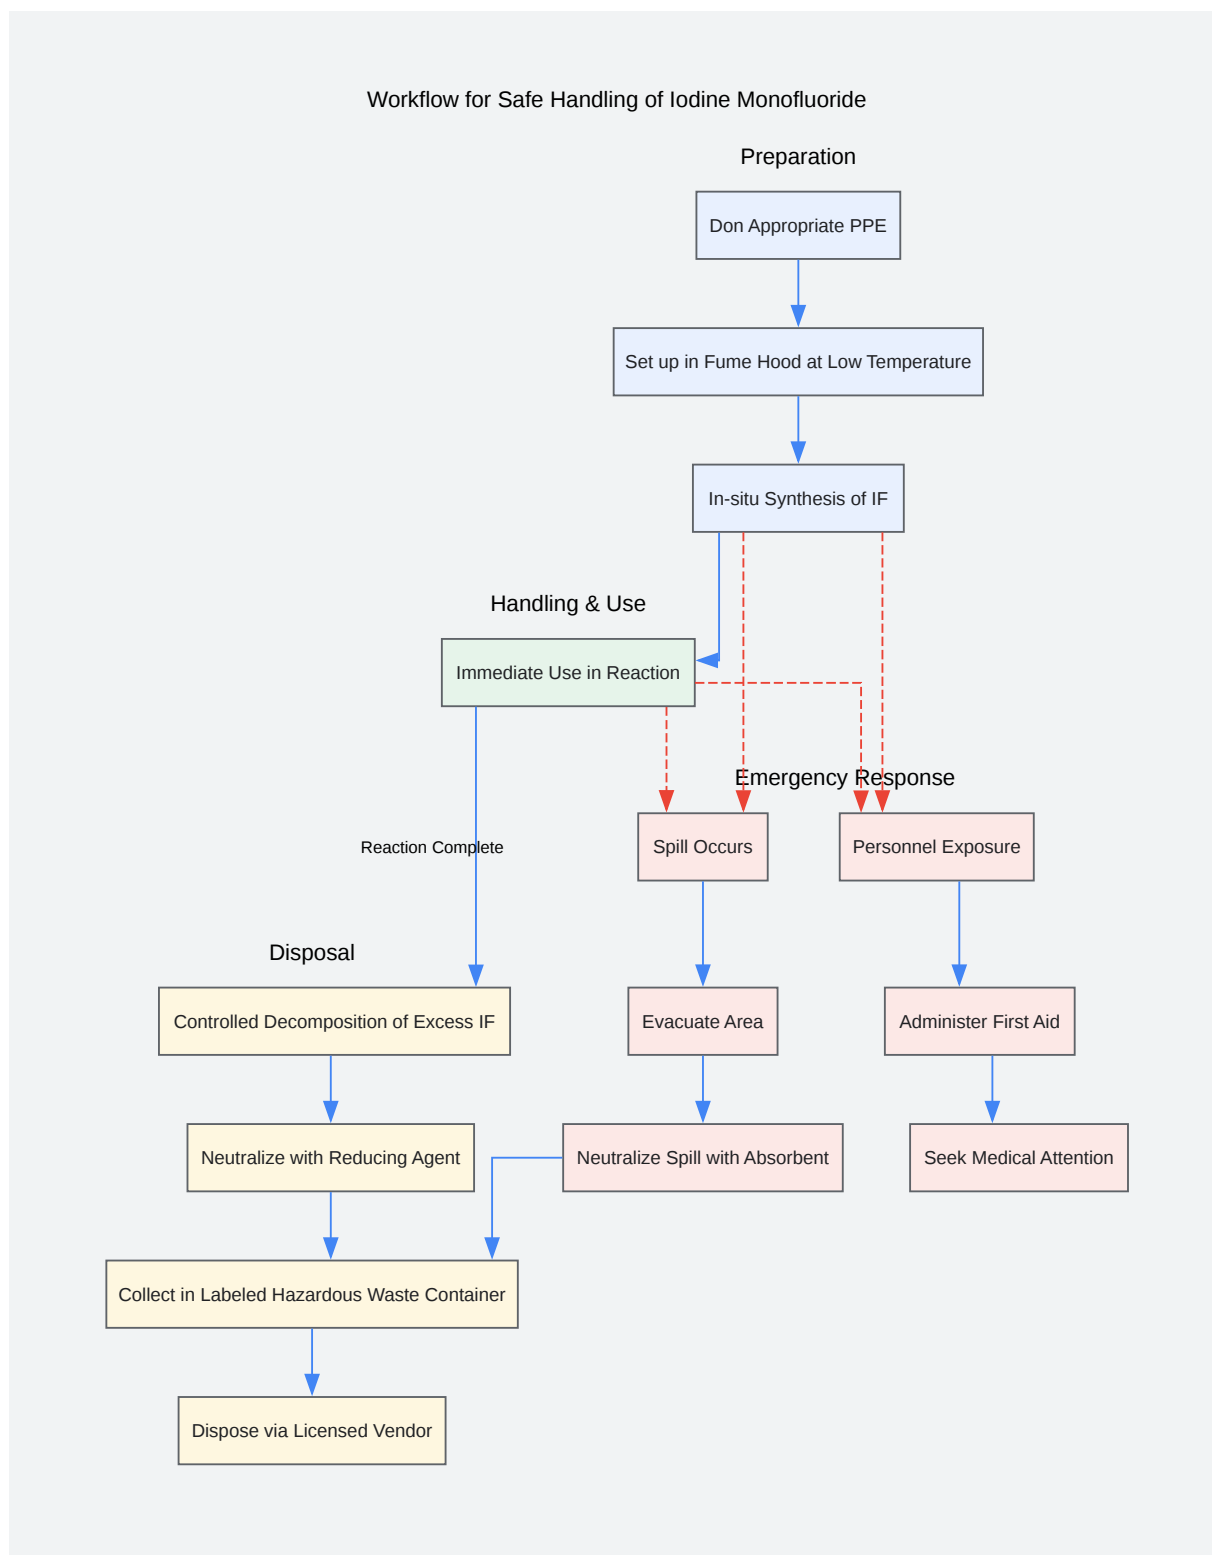 Workflow for Safe Handling of Iodine Monofluoride
Preparation
Don Appropriate PPE
Set up in Fume Hood at Low Temperature
In-situ Synthesis of IF
Handling & Use
Immediate Use in Reaction
Emergency Response
Reaction Complete
Spill Occurs
Personnel Exposure
Disposal
Controlled Decomposition of Excess IF
Evacuate Area
Administer First Aid
Neutralize with Reducing Agent
Neutralize Spill with Absorbent
Seek Medical Attention
Collect in Labeled Hazardous Waste Container
Dispose via Licensed Vendor